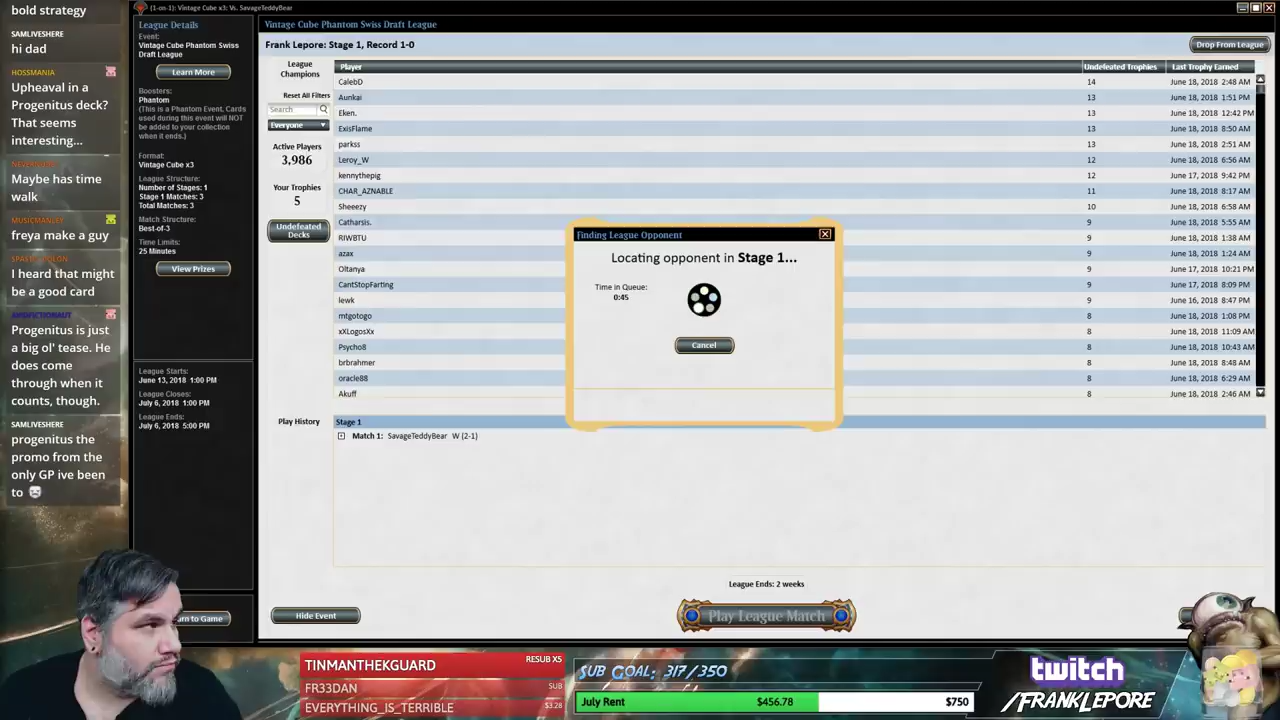 bold strategy
SAMLIVESHERE
hi dad
HOSSMANIA
Upheaval in a
Progenitus deck?
That seems
interesting...
Maybe has time
walk
MUSICMANLEY
freya make a guy
I heard that might
be a good card
Progenitus is just
a big ol' tease. He
does come
through when it
counts, though.
SAMLIVESHERE
progenitus the
promo from the
only GP ive been
to
(1-on-1): Vintage Cube x3: Vs. SavageTeddyBear
League Details
Event:
Vintage Cube Phantom Swiss
Draft League
Learn More
Boosters:
Phantom
(This is a Phantom Event. Cards
used during this event will NOT
be added to your collection
when it ends.)
Format:
Vintage Cube x3
League Structure:
Number of Stages: 1
Stage 1 Matches: 3
Total Matches: 3
Match Structure:
Best-of-3
Time Limits:
25 Minutes
View Prizes
League Starts:
June 13, 2018 1:00 PM
League Closes:
July 6, 2018 1:00 PM
League Ends:
July 6, 2018 5:00 PM
rn to Game
Vintage Cube Phantom Swiss Draft League
Frank Lepore: Stage 1, Record 1-0
Drop From League
League
Champions
Reset All Filters
Search
Everyone
Active Players
3,986
Your Trophies
5
Undefeated
Decks
Player Undefeated Trophies Last Trophy Earned
CalebD 14 June 18, 2018 2:48 AM
Aunkai 13 June 18, 2018 1:51 PM
Eken. 13 June 18, 2018 12:42 PM
ExisFlame 13 June 18, 2018 8:50 AM
parkss 13 June 18, 2018 2:51 AM
Leroy_W 12 June 18, 2018 6:56 AM
kennythepig 12 June 17, 2018 9:42 PM
CHAR_AZNABLE 11 June 18, 2018 8:17 AM
Sheeezy 10 June 18, 2018 6:58 AM
Catharsis. 9 June 18, 2018 5:55 AM
RIWBTU 9 June 18, 2018 1:38 AM
azax 9 June 18, 2018 1:24 AM
Oltanya 9 June 17, 2018 10:21 PM
CantStopFarting 9 June 17, 2018 8:09 PM
lewk 9 June 16, 2018 8:47 PM
mtgotogo 8 June 18, 2018 1:08 PM
xXLogosXx 8 June 18, 2018 11:09 AM
Psycho8 8 June 18, 2018 10:43 AM
brbrahmer 8 June 18, 2018 8:48 AM
oracle88 8 June 18, 2018 6:29 AM
Akuff 8 June 18, 2018 2:46 AM
Finding League Opponent
Locating opponent in Stage 1...
Time in Queue:
0:45
Cancel
Play History
Stage 1
Match 1: SavageTeddyBear W (2-1)
League Ends: 2 weeks
Hide Event
Play League Match
TINMANTHEKGUARD RESUB X5
FR33DAN SUB
EVERYTHING_IS_TERRIBLE $3.28
SUB GOAL: 317/350
July Rent $456.78 $750
twitch
/FRANKLEPORE